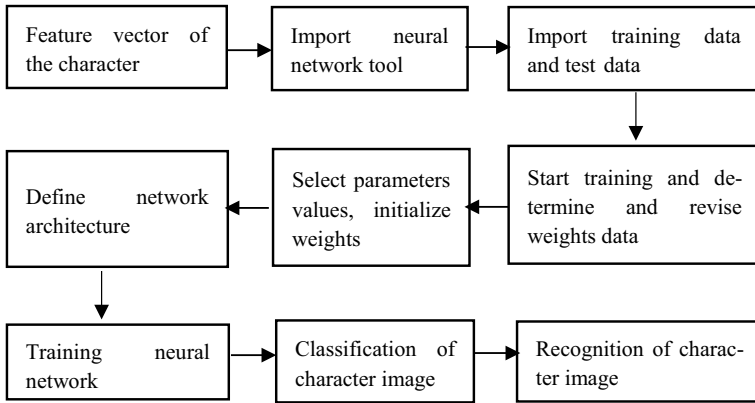 Feature vector of
the character
Import neural
network tool
Import training data
and test data
Start training and de-
termine and revise
weights data
Select parameters
values, initialize
weights
Define network
architecture
Training neural
network
Classification of
character image
Recognition of charac-
ter image